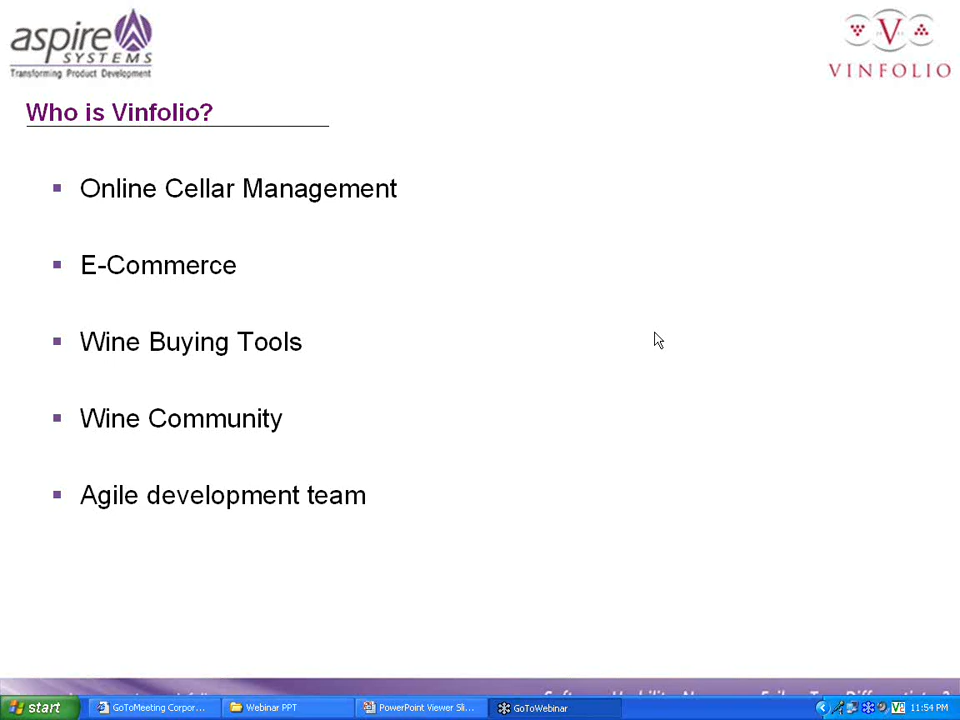 aspire
SYSTEMS
Transforming Product Development
V
VINFOLIO
Who is Vinfolio?
Online Cellar Management
E-Commerce
Wine Buying Tools
Wine Community
Agile development team
start
GoToMeeting Corpor...
Webinar PPT
PowerPoint Viewer Sli...
GoToWebinar
11:54 PM